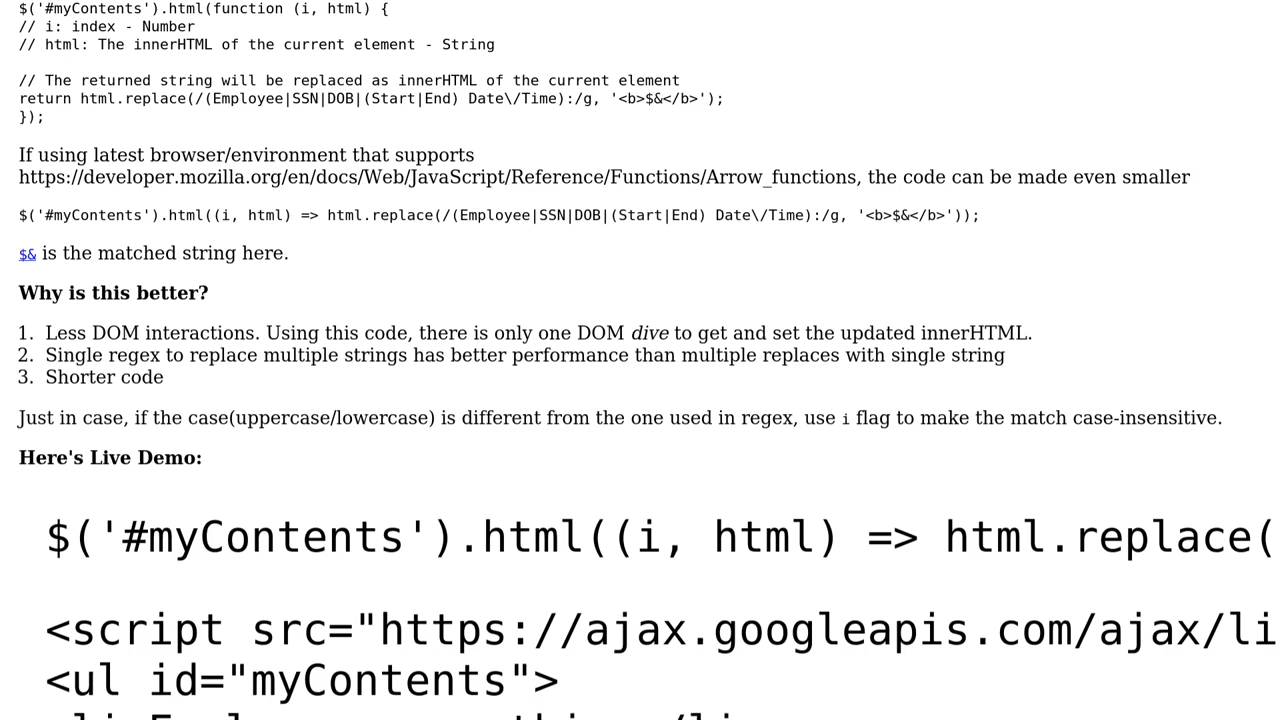 $('#myContents').html(function (i, html) {
// i: index - Number
// html: The innerHTML of the current element - String
// The returned string will be replaced as innerHTML of the current element
return html.replace(/(Employee|SSN|DOB|(Start|End) Date\/Time):/g, '<b>$&</b>');
});
If using latest browser/environment that supports
https://developer.mozilla.org/en/docs/Web/JavaScript/Reference/Functions/Arrow_functions, the code can be made even smaller
$('#myContents').html((i, html) => html.replace(/(Employee|SSN|DOB|(Start|End) Date\/Time):/g, '<b>$&</b>'));
$& is the matched string here.
Why is this better?
1. Less DOM interactions. Using this code, there is only one DOM dive to get and set the updated innerHTML.
2. Single regex to replace multiple strings has better performance than multiple replaces with single string
3. Shorter code
Just in case, if the case(uppercase/lowercase) is different from the one used in regex, use i flag to make the match case-insensitive.
Here's Live Demo:
$('#myContents').html((i, html) => html.replace(
<script src="https://ajax.googleapis.com/ajax/li
<ul id="myContents">